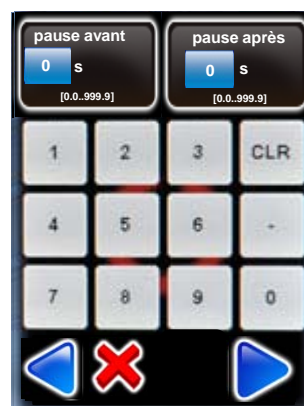 pause avant
pause après
0 s
0 s
[0.0..999.9]
[0.0..999.9]
1 2 3 CLR
4 5 6 -
7 8 9 0